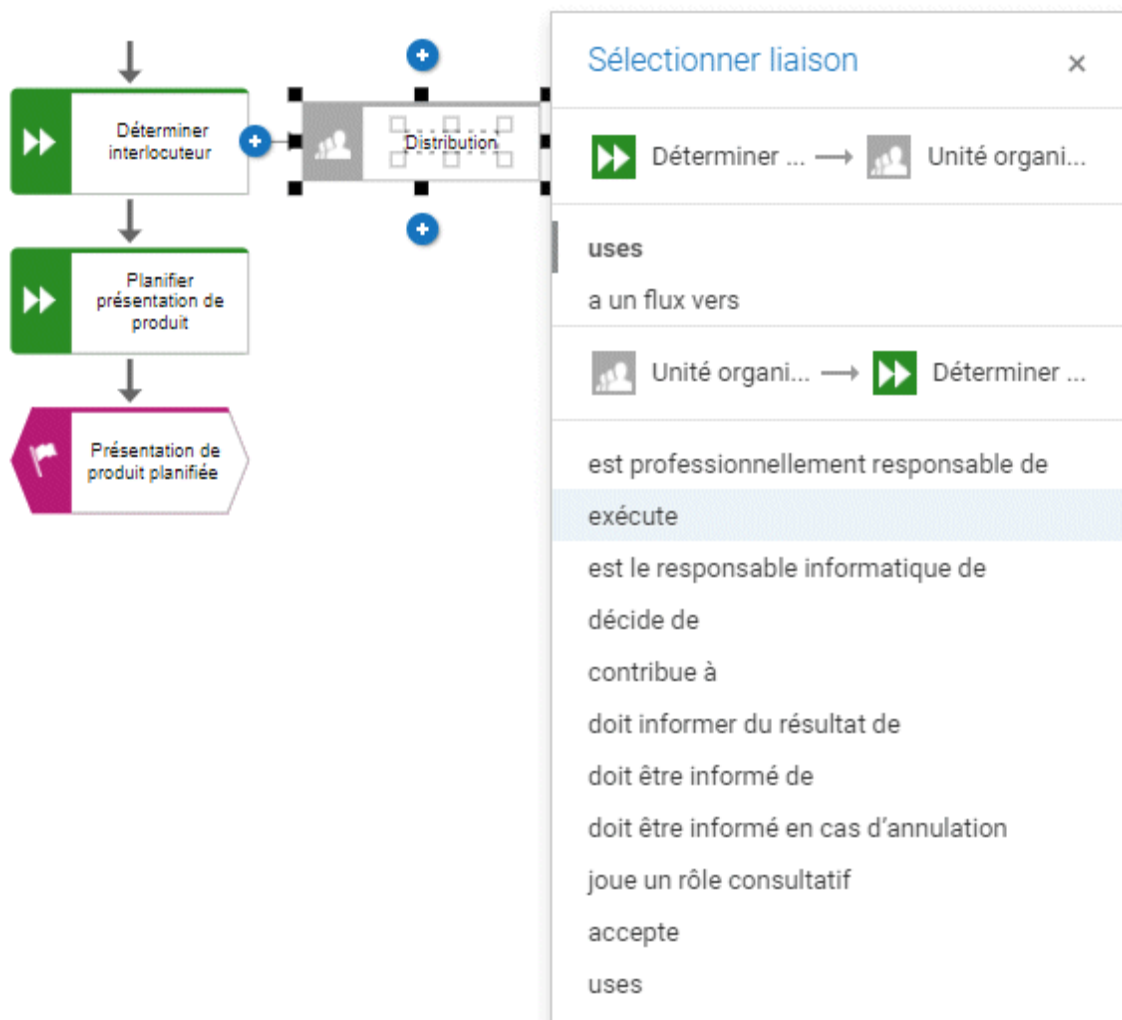 Déterminer
interlocuteur
Distribution
Planifier
présentation de
produit
Présentation de
produit planifiée
Sélectionner liaison
×
Déterminer ... → Unité organi...
uses
a un flux vers
Unité organi... → Déterminer ...
est professionnellement responsable de
exécute
est le responsable informatique de
décide de
contribue à
doit informer du résultat de
doit être informé de
doit être informé en cas d’annulation
joue un rôle consultatif
accepte
uses